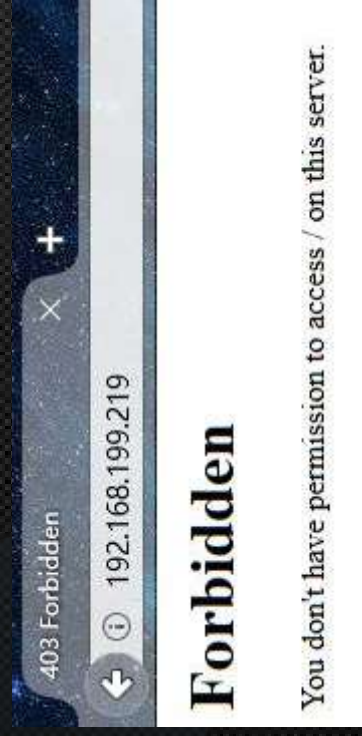 403 Forbidden
192.168.199.219
Forbidden
You don't have permission to access / on this server.